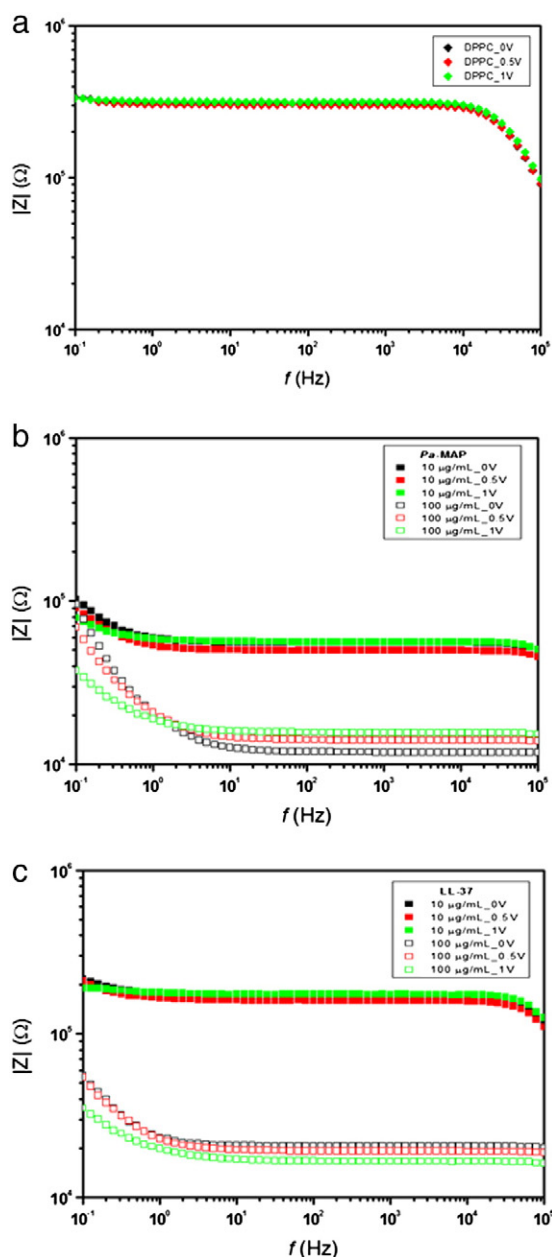 a
DPPC_0V
DPPC_0.5V
DPPC_1V
|Z| (Ω)
10⁶
10⁵
10⁴
10⁻¹ 10⁰ 10¹ 10² 10³ 10⁴ 10⁵
f (Hz)
b
Pa-MAP
10 µg/mL_0V
10 µg/mL_0.5V
10 µg/mL_1V
100 µg/mL_0V
100 µg/mL_0.5V
100 µg/mL_1V
|Z| (Ω)
10⁶
10⁵
10⁴
10⁻¹ 10⁰ 10¹ 10² 10³ 10⁴ 10⁵
f (Hz)
c
LL-37
10 µg/mL_0V
10 µg/mL_0.5V
10 µg/mL_1V
100 µg/mL_0V
100 µg/mL_0.5V
100 µg/mL_1V
|Z| (Ω)
10⁶
10⁵
10⁴
10⁻¹ 10⁰ 10¹ 10² 10³ 10⁴ 10⁵
f (Hz)